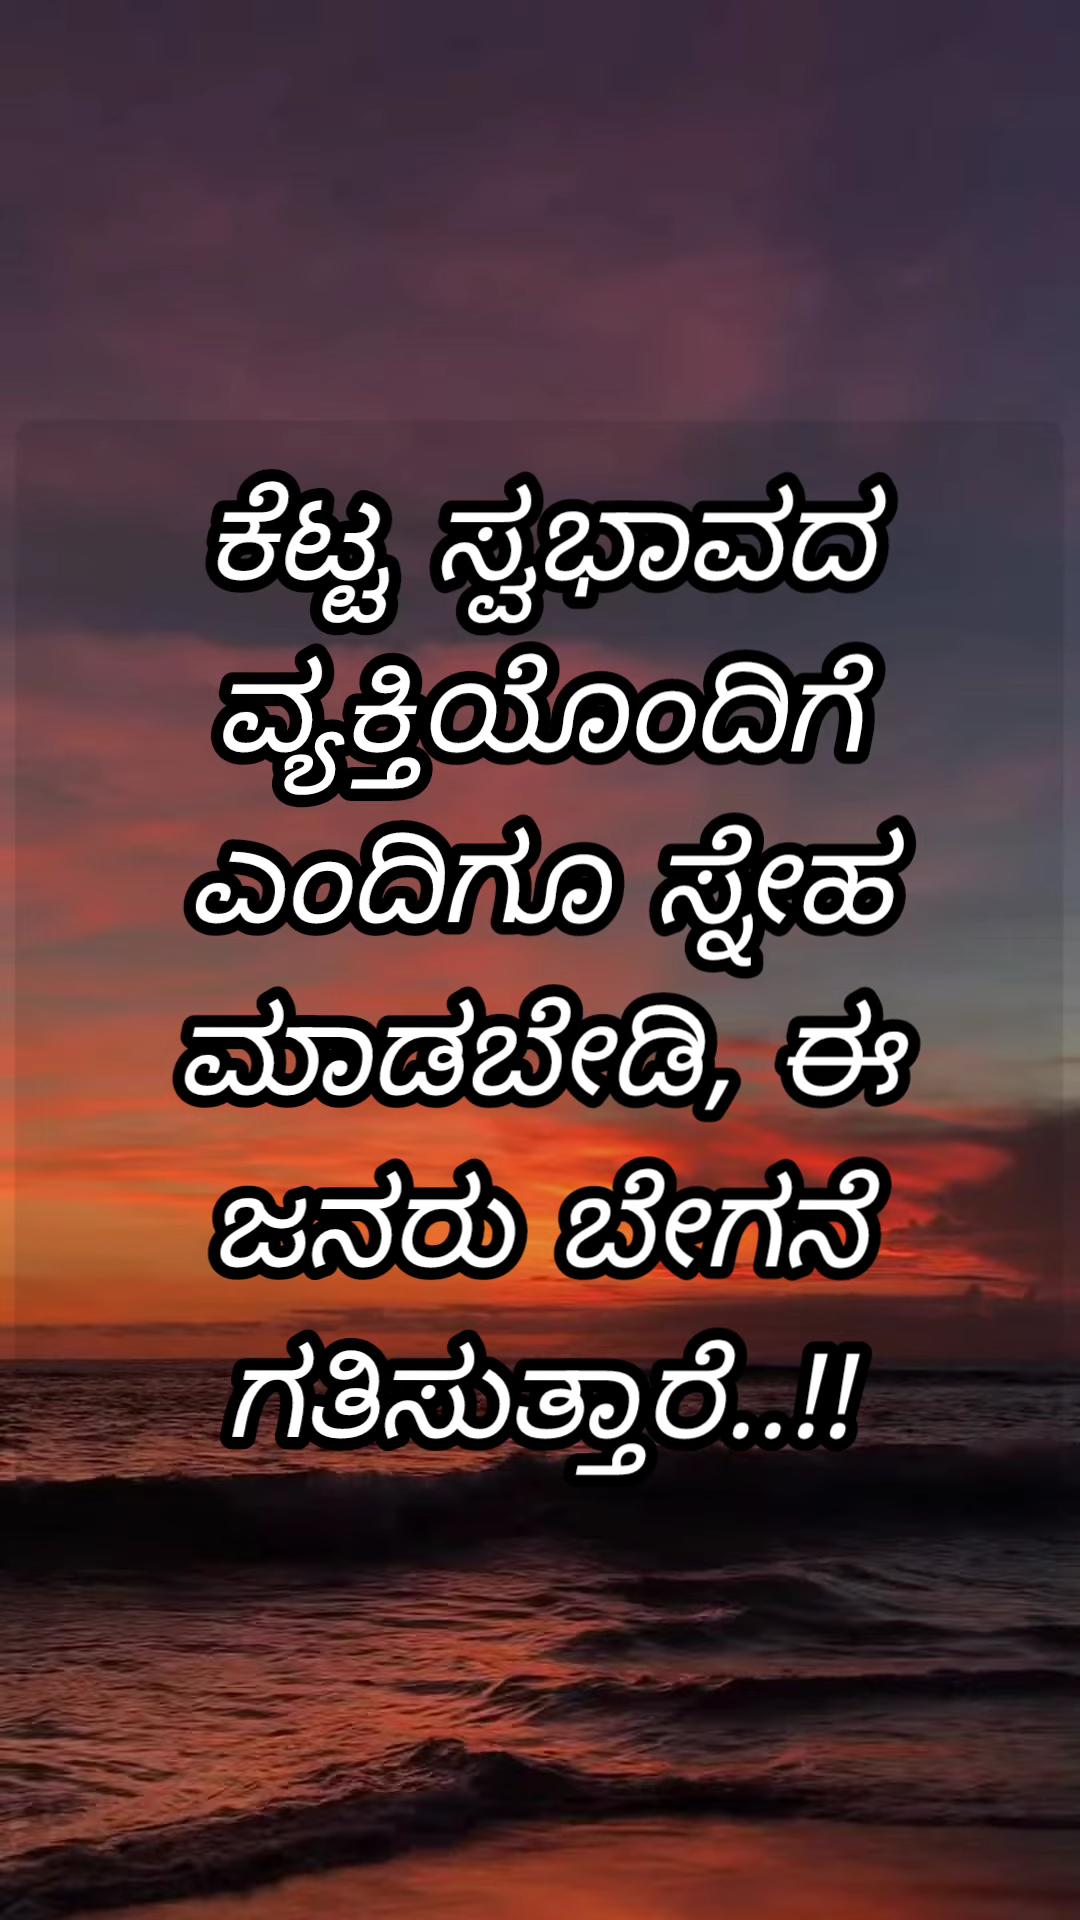 ಕೆಟ್ಟ ಸ್ವಭಾವದ
ವ್ಯಕ್ತಿಯೊಂದಿಗೆ
ಎಂದಿಗೂ ಸ್ನೇಹ
ಮಾಡಬೇಡಿ, ಈ
ಜನರು ಬೇಗನೆ
ಗತಿಸುತ್ತಾರೆ..!!